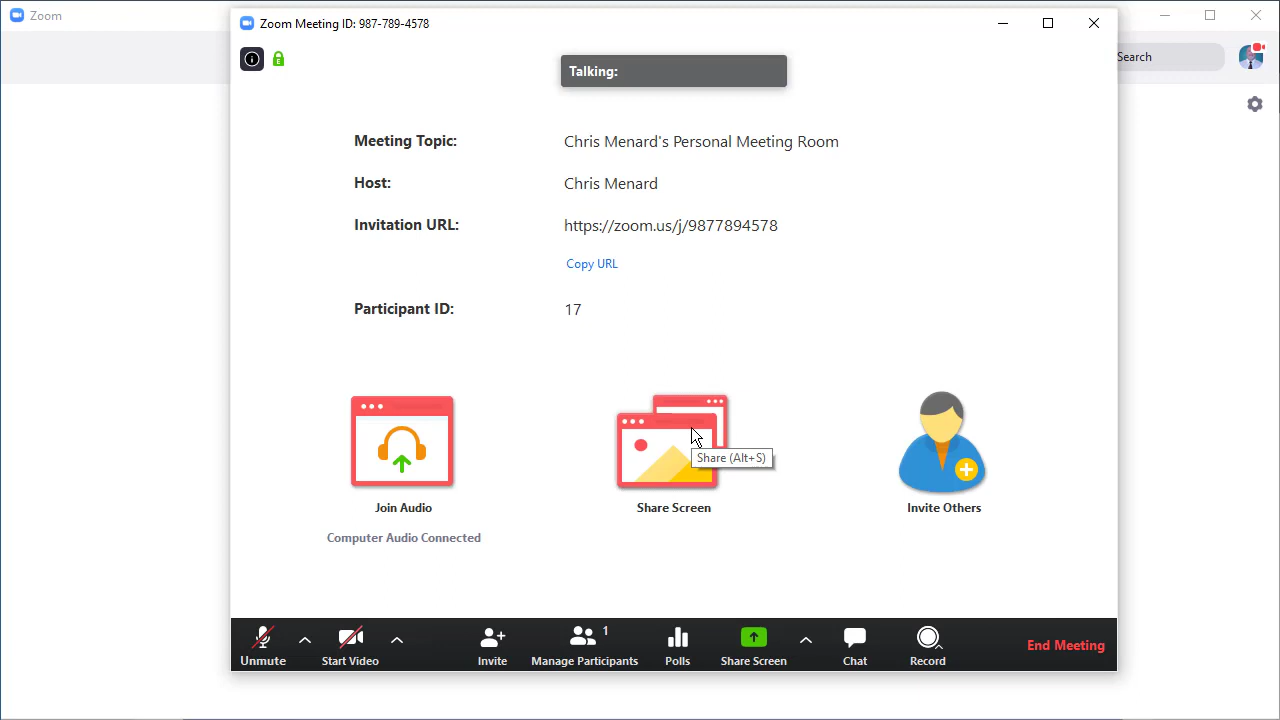 Zoom
Zoom Meeting ID: 987-789-4578
Search
Talking:
Meeting Topic: Chris Menard's Personal Meeting Room
Host: Chris Menard
Invitation URL: https://zoom.us/j/9877894578
Copy URL
Participant ID: 17
Share (Alt+S)
Join Audio Share Screen Invite Others
Computer Audio Connected
1
Unmute Start Video Invite Manage Participants Polls Share Screen Chat Record End Meeting